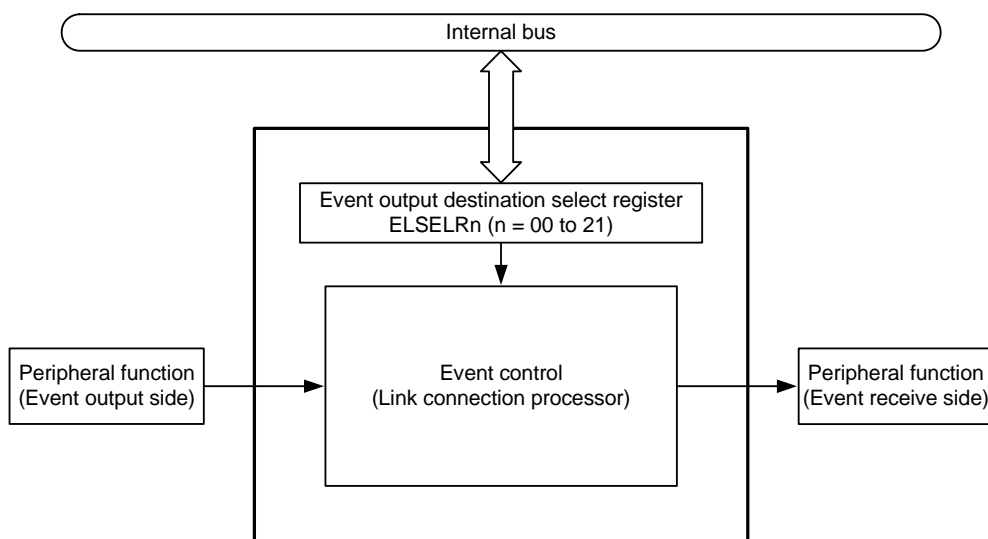 Internal bus
Event output destination select register
ELSELRn (n = 00 to 21)
Peripheral function
(Event output side)
Event control
(Link connection processor)
Peripheral function
(Event receive side)